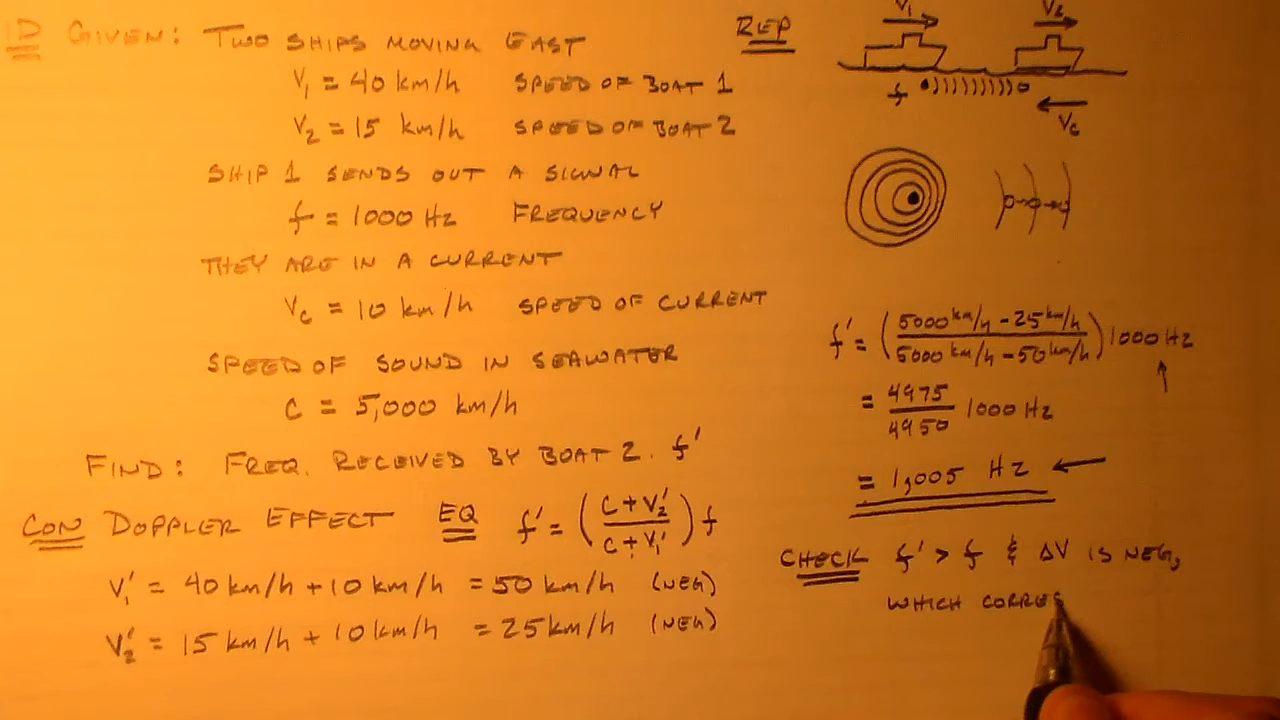 ID GIVEN: TWO SHIPS MOVING EAST
V₁ = 40 km/h SPEED OF BOAT 1
V₂ = 15 km/h SPEED OF BOAT 2
SHIP 1 SENDS OUT A SIGNAL
f = 1000 Hz FREQUENCY
THEY ARE IN A CURRENT
V_c = 10 km/h SPEED OF CURRENT
SPEED OF SOUND IN SEAWATER
C = 5,000 km/h
FIND: FREQ. RECEIVED BY BOAT 2. f'
CON DOPPLER EFFECT EQ f' = ((C + V₂')/(C + V₁')) f
V₁' = 40 km/h + 10 km/h = 50 km/h (NEG)
V₂' = 15 km/h + 10 km/h = 25 km/h (NEG)
REP
V₁ V₂
f
V_c
f' = ((5000 km/h - 25 km/h)/(5000 km/h - 50 km/h)) 1000 Hz
= 4975/4950 1000 Hz
= 1,005 Hz
CHECK f' > f & ΔV IS NEG,
WHICH CORRES